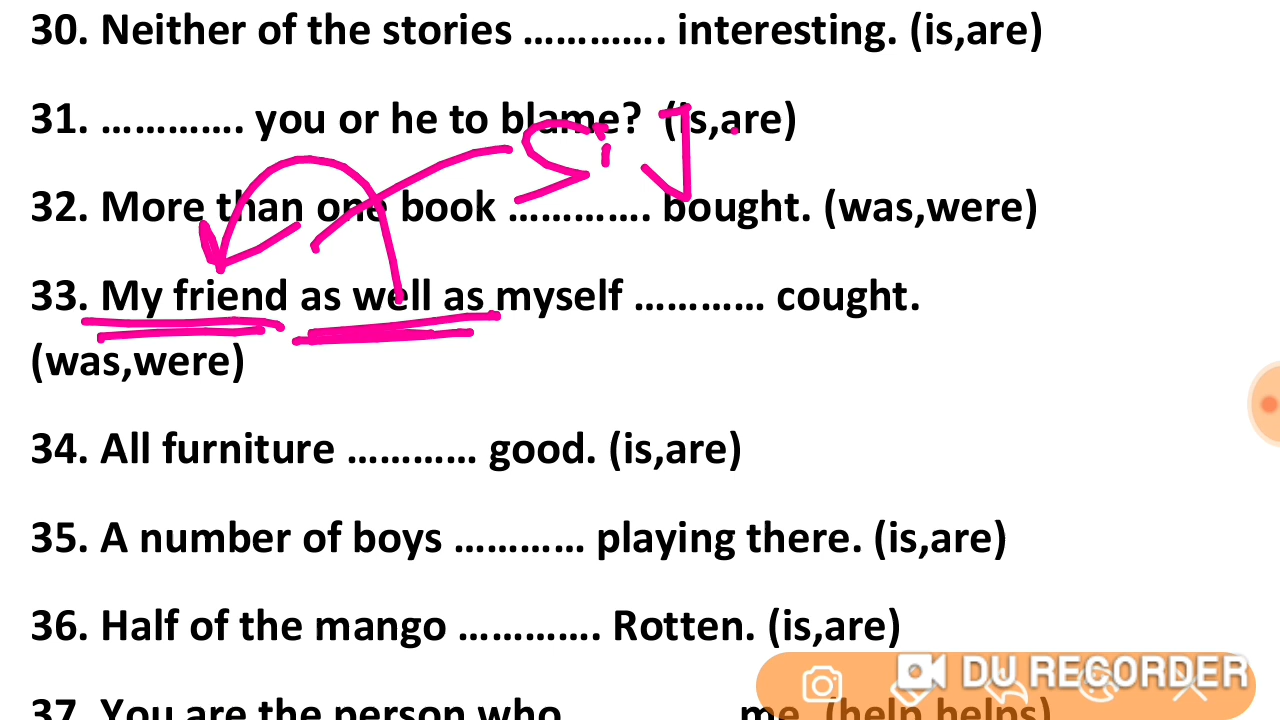 30. Neither of the stories …………. interesting. (is,are)
31. …………. you or he to blame? (is,are)
32. More than one book …………. bought. (was,were)
33. My friend as well as myself ………… cought.
(was,were)
34. All furniture ………… good. (is,are)
35. A number of boys ………… playing there. (is,are)
36. Half of the mango …………. Rotten. (is,are)
DU RECORDER
37. You are the person who ………… me. (help,helps)